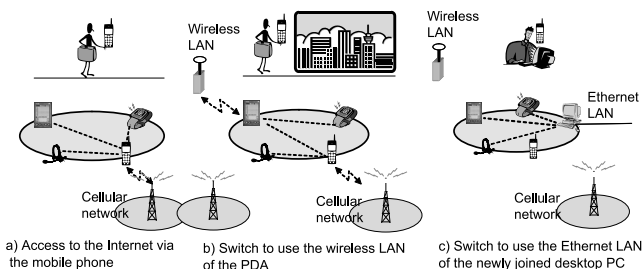 Wireless
LAN
Wireless
LAN
Ethernet
LAN
Cellular
network
Cellular
network
Cellular
network
a) Access to the Internet via
the mobile phone
b) Switch to use the wireless LAN
of the PDA
c) Switch to use the Ethernet LAN
of the newly joined desktop PC